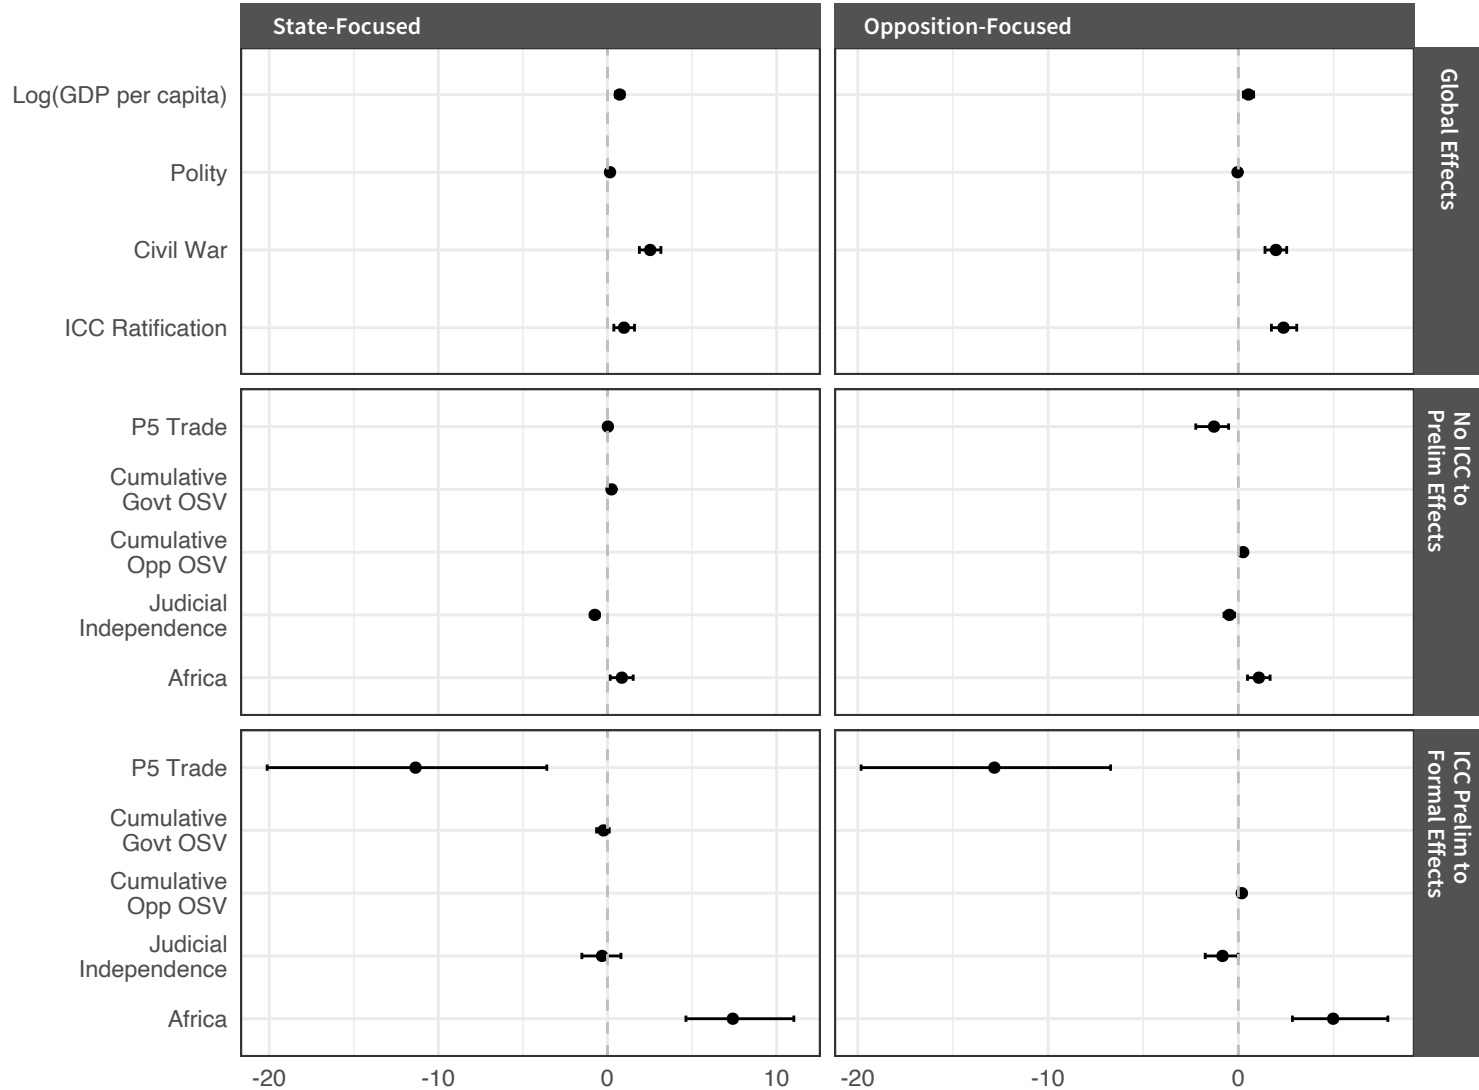 State-Focused
Opposition-Focused
Log(GDP per capita)
Polity
Civil War
ICC Ratification
Global Effects
P5 Trade
Cumulative
Govt OSV
Cumulative
Opp OSV
Judicial
Independence
Africa
No ICC to
Prelim Effects
P5 Trade
Cumulative
Govt OSV
Cumulative
Opp OSV
Judicial
Independence
Africa
ICC Prelim to
Formal Effects
-20 -10 0 10 -20 -10 0